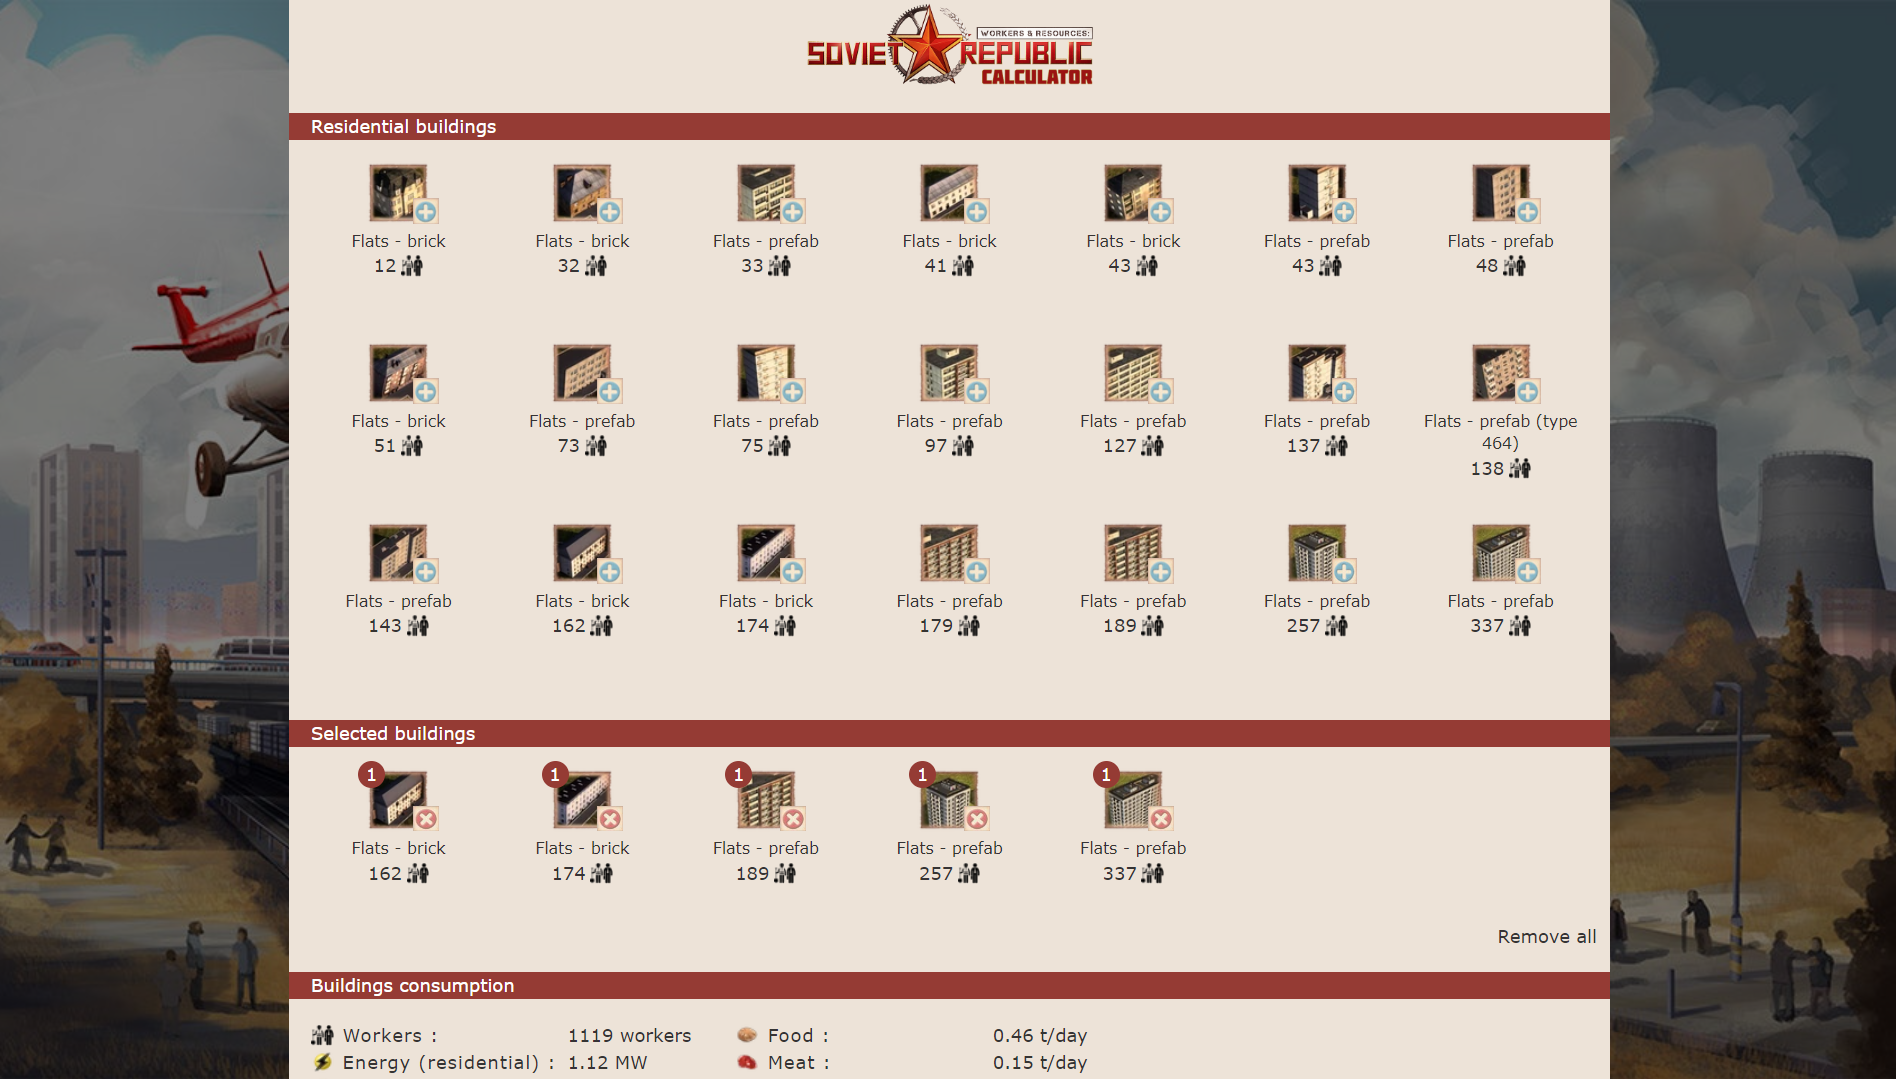 WORKERS & RESOURCES:
SOVIET REPUBLIC
CALCULATOR
Residential buildings
Flats - brick
12
Flats - brick
32
Flats - prefab
33
Flats - brick
41
Flats - brick
43
Flats - prefab
43
Flats - prefab
48
Flats - brick
51
Flats - prefab
73
Flats - prefab
75
Flats - prefab
97
Flats - prefab
127
Flats - prefab
137
Flats - prefab (type
464)
138
Flats - prefab
143
Flats - brick
162
Flats - brick
174
Flats - prefab
179
Flats - prefab
189
Flats - prefab
257
Flats - prefab
337
Selected buildings
1
Flats - brick
162
1
Flats - brick
174
1
Flats - prefab
189
1
Flats - prefab
257
1
Flats - prefab
337
Remove all
Buildings consumption
Workers : 1119 workers
Food : 0.46 t/day
Energy (residential) : 1.12 MW
Meat : 0.15 t/day